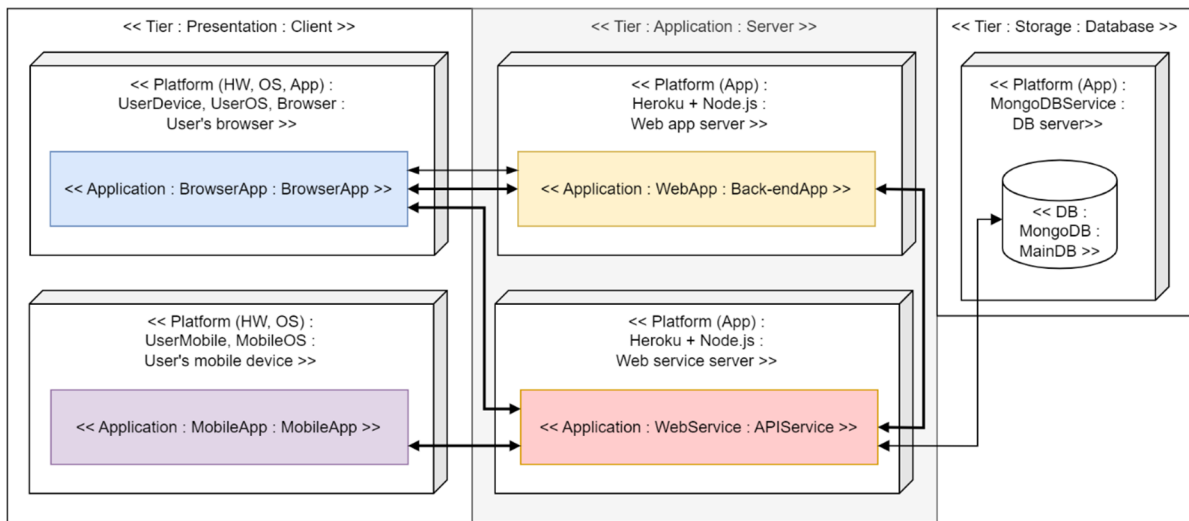 << Tier : Presentation : Client >>
<< Platform (HW, OS, App) :
UserDevice, UserOS, Browser :
User's browser >>
<< Application : BrowserApp : BrowserApp >>
<< Platform (HW, OS) :
UserMobile, MobileOS :
User's mobile device >>
<< Application : MobileApp : MobileApp >>
<< Tier : Application : Server >>
<< Platform (App) :
Heroku + Node.js :
Web app server >>
<< Application : WebApp : Back-endApp >>
<< Platform (App) :
Heroku + Node.js :
Web service server >>
<< Application : WebService : APIService >>
<< Tier : Storage : Database >>
<< Platform (App) :
MongoDBService :
DB server>>
<< DB :
MongoDB :
MainDB >>